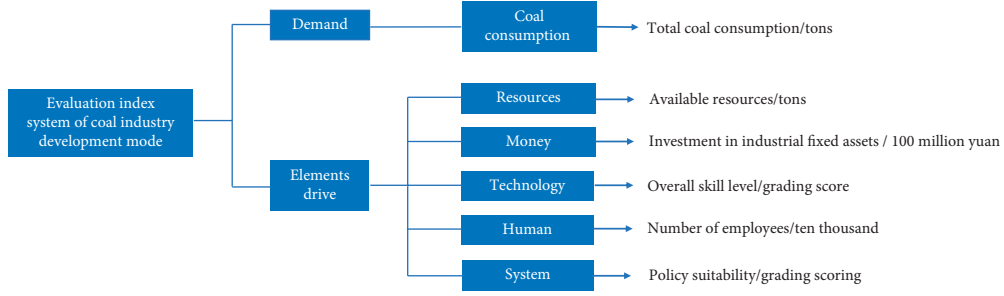 Evaluation index
system of coal industry
development mode
Demand
Coal
consumption
Total coal consumption/tons
Elements
drive
Resources
Available resources/tons
Money
Investment in industrial fixed assets / 100 million yuan
Technology
Overall skill level/grading score
Human
Number of employees/ten thousand
System
Policy suitability/grading scoring